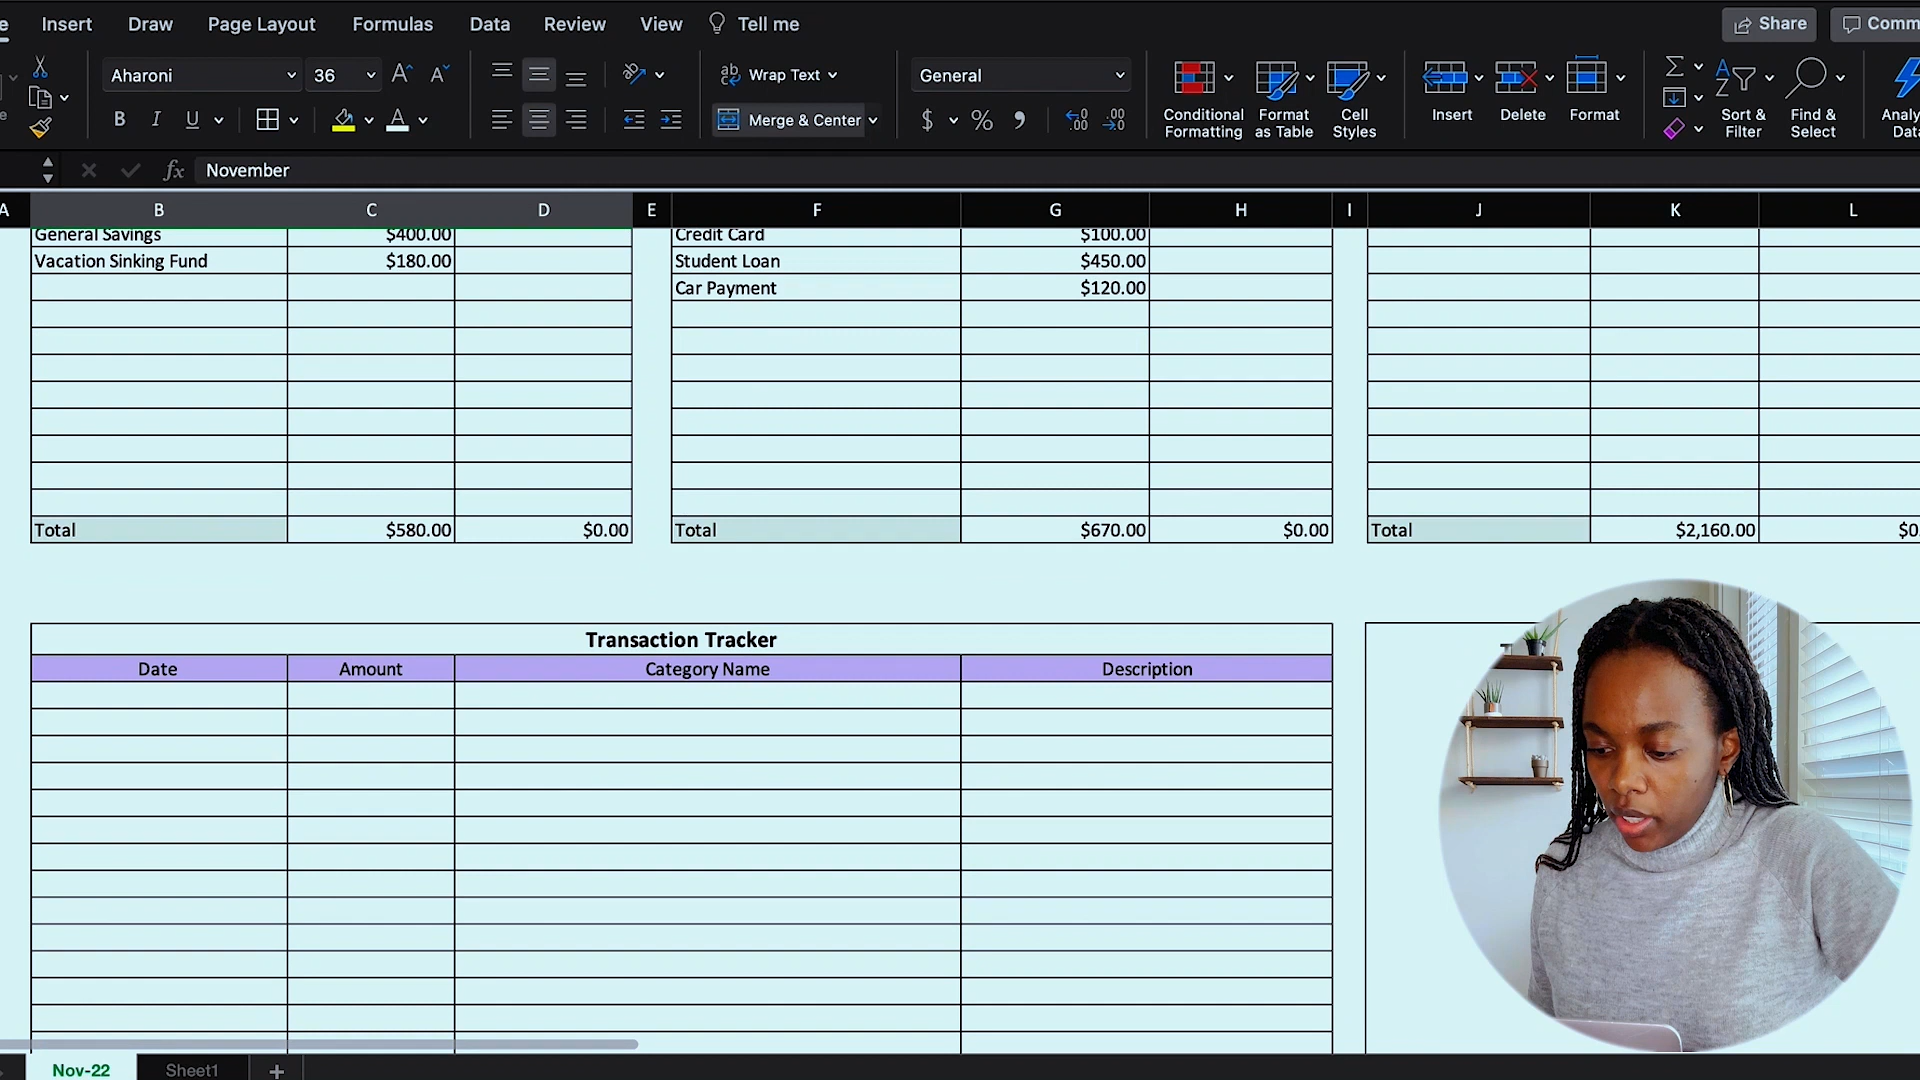 Insert Draw Page Layout Formulas Data Review View Tell me Share
Aharoni 36 Wrap Text General
Merge & Center
Conditional Formatting Format as Table Cell Styles Insert Delete Format Sort & Filter Find & Select
fx November
A B C D E F G H I J K L
General Savings $400.00 Credit Card $100.00
Vacation Sinking Fund $180.00 Student Loan $450.00
Car Payment $120.00
Total $580.00 $0.00 Total $670.00 $0.00 Total $2,160.00
Transaction Tracker
Date Amount Category Name Description
Nov-22 Sheet1 +